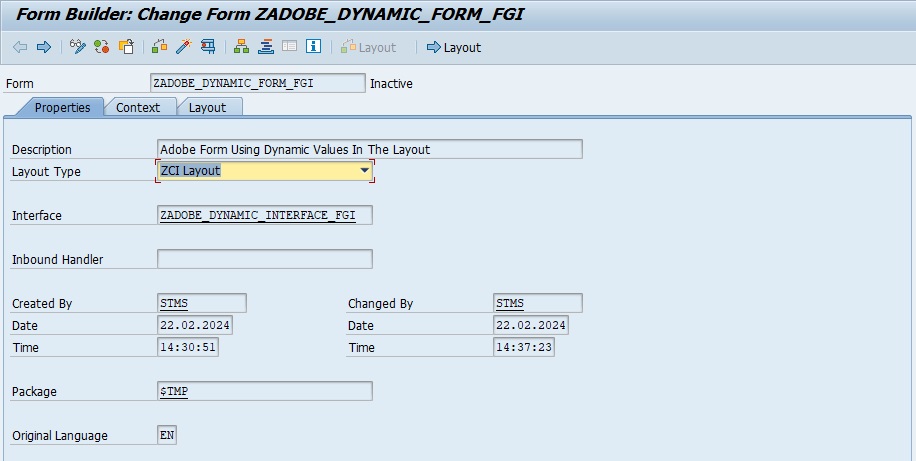 Form Builder: Change Form ZADOBE_DYNAMIC_FORM_FGI
Layout Layout
Form ZADOBE_DYNAMIC_FORM_FGI Inactive
Properties Context Layout
Description Adobe Form Using Dynamic Values In The Layout
Layout Type ZCI Layout
Interface ZADOBE_DYNAMIC_INTERFACE_FGI
Inbound Handler
Created By STMS Changed By STMS
Date 22.02.2024 Date 22.02.2024
Time 14:30:51 Time 14:37:23
Package $TMP
Original Language EN